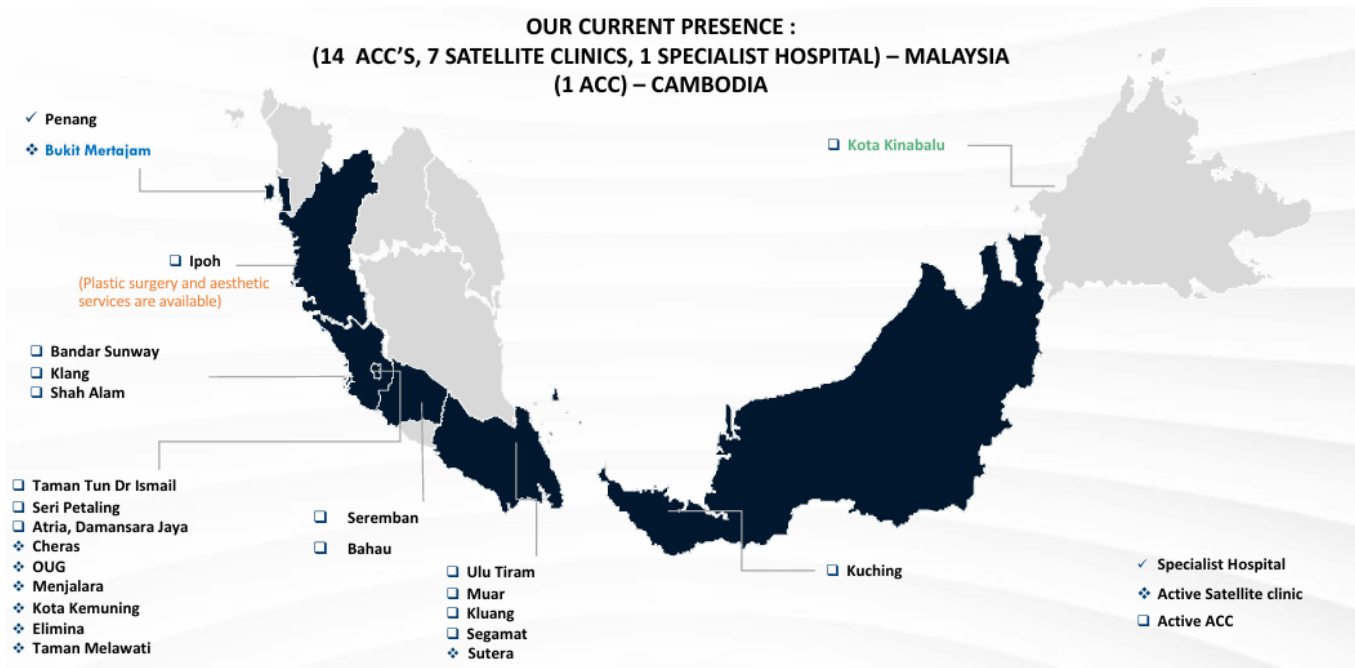 OUR CURRENT PRESENCE :
(14 ACC'S, 7 SATELLITE CLINICS, 1 SPECIALIST HOSPITAL) – MALAYSIA
(1 ACC) – CAMBODIA
Penang
Bukit Mertajam
Kota Kinabalu
Ipoh
(Plastic surgery and aesthetic
services are available)
Bandar Sunway
Klang
Shah Alam
Taman Tun Dr Ismail
Seri Petaling
Atria, Damansara Jaya
Cheras
OUG
Menjalara
Kota Kemuning
Elimina
Taman Melawati
Seremban
Bahau
Ulu Tiram
Muar
Kluang
Segamat
Sutera
Kuching
Specialist Hospital
Active Satellite clinic
Active ACC